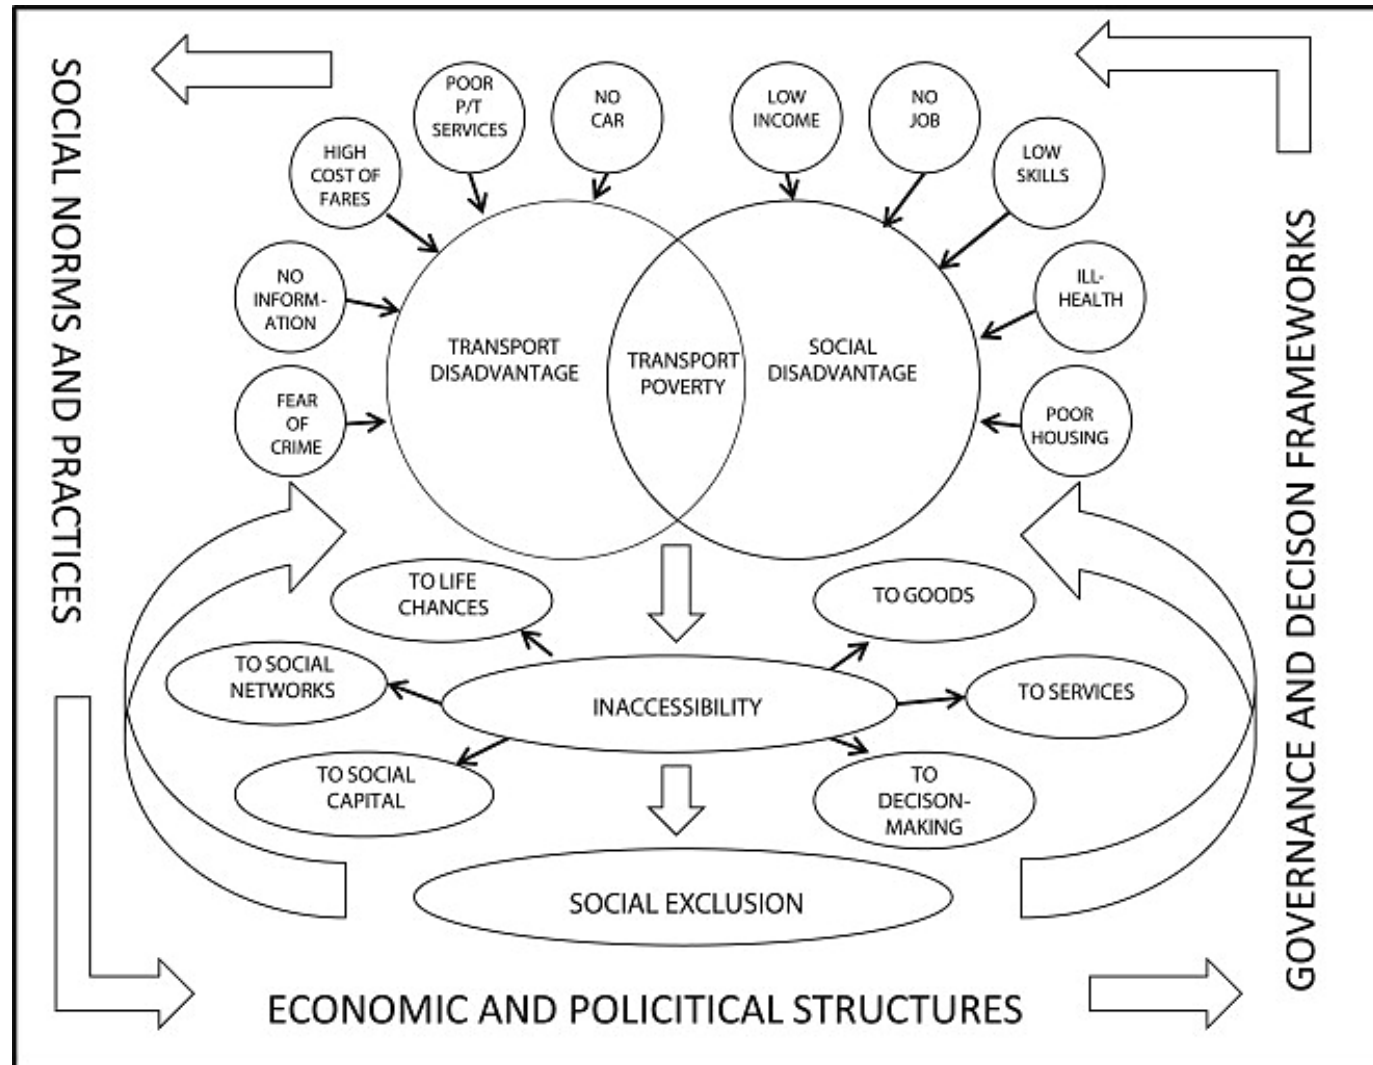 SOCIAL NORMS AND PRACTICES
POOR
P/T
SERVICES
NO
CAR
LOW
INCOME
NO
JOB
HIGH
COST OF
FARES
LOW
SKILLS
NO
INFORM-
ATION
ILL-
HEALTH
FEAR
OF
CRIME
POOR
HOUSING
TRANSPORT
DISADVANTAGE
TRANSPORT
POVERTY
SOCIAL
DISADVANTAGE
TO LIFE
CHANCES
TO GOODS
TO SOCIAL
NETWORKS
INACCESSIBILITY
TO SERVICES
TO SOCIAL
CAPITAL
TO
DECISON-
MAKING
SOCIAL EXCLUSION
ECONOMIC AND POLICITICAL STRUCTURES
GOVERNANCE AND DECISON FRAMEWORKS